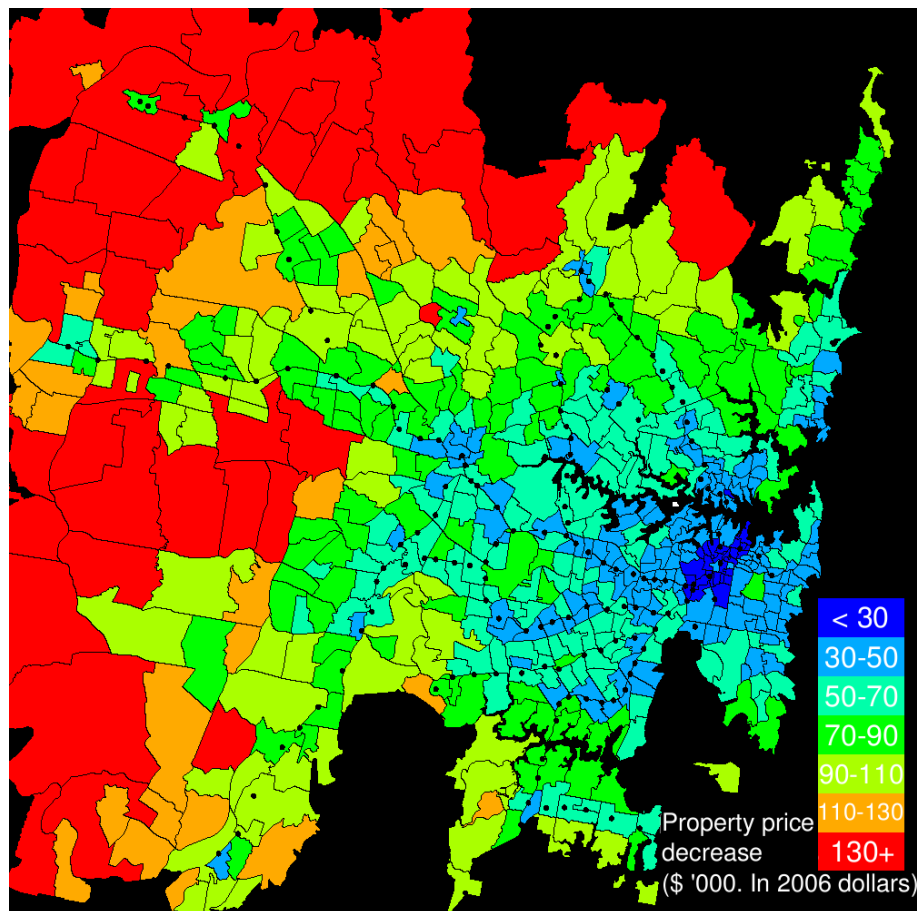 < 30
30-50
50-70
70-90
90-110
110-130
130+
Property price
decrease
($ '000. In 2006 dollars)